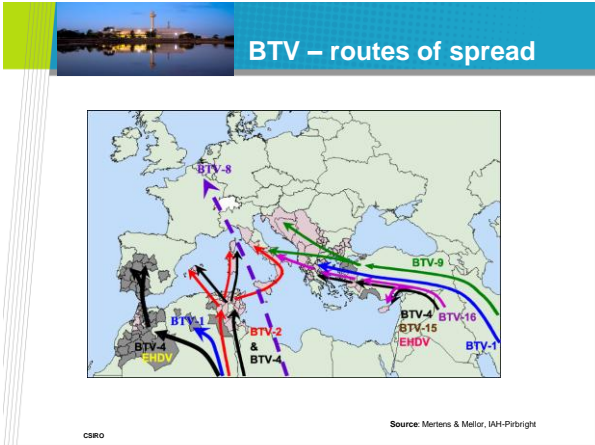 BTV – routes of spread
BTV-8
BTV-9
BTV-1
BTV-2
&
BTV-4
BTV-4
EHDV
BTV-4
BTV-15
EHDV
BTV-16
BTV-1
Source: Mertens & Mellor, IAH-Pirbright
CSIRO